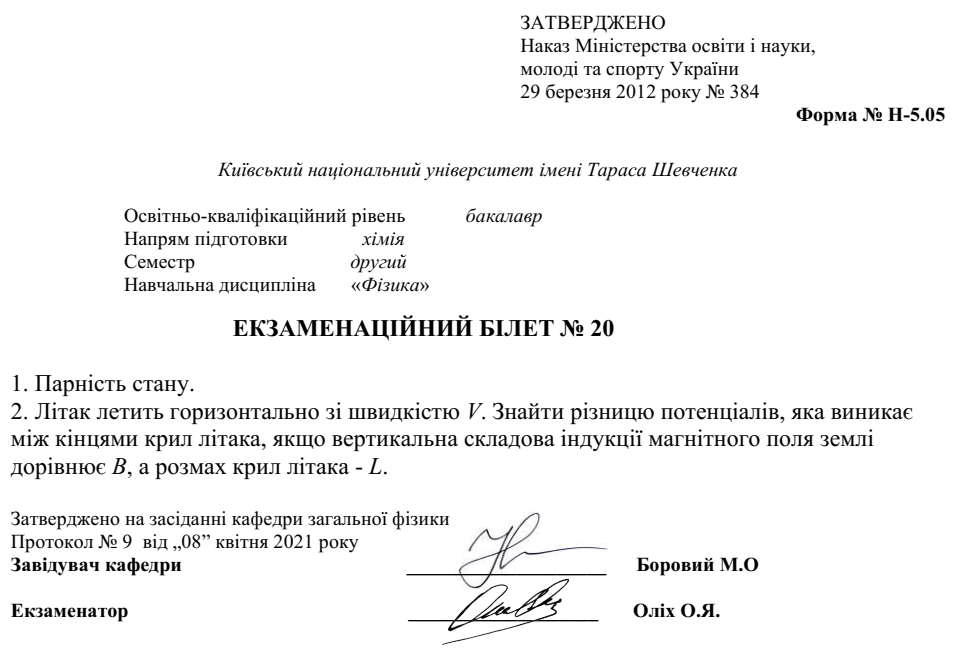 ЗАТВЕРДЖЕНО
Наказ Міністерства освіти і науки,
молоді та спорту України
29 березня 2012 року № 384
Форма № Н-5.05
Київський національний університет імені Тараса Шевченка
Освітньо-кваліфікаційний рівень бакалавр
Напрям підготовки хімія
Семестр другий
Навчальна дисципліна «Фізика»
ЕКЗАМЕНАЦІЙНИЙ БІЛЕТ № 20
1. Парність стану.
2. Літак летить горизонтально зі швидкістю V. Знайти різницю потенціалів, яка виникає
між кінцями крил літака, якщо вертикальна складова індукції магнітного поля землі
дорівнює B, а розмах крил літака - L.
Затверджено на засіданні кафедри загальної фізики
Протокол № 9 від „08” квітня 2021 року
Завідувач кафедри Боровий М.О
Екзаменатор Оліх О.Я.